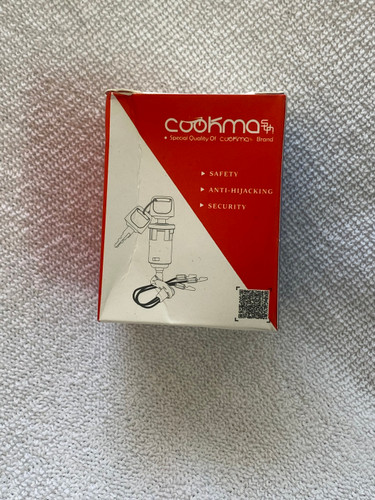 cookma
• Special Quality Of COOKMA Brand
▶ SAFETY
▶ ANTI-HIJACKING
▶ SECURITY